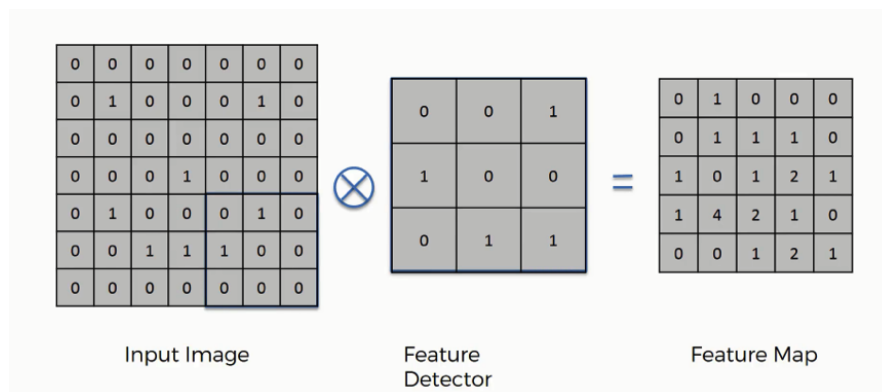 0 0 0 0 0 0 0
0 1 0 0 0 1 0
0 0 0 0 0 0 0
0 0 0 1 0 0 0
0 1 0 0 0 1 0
0 0 1 1 1 0 0
0 0 0 0 0 0 0
0 0 1
1 0 0
0 1 1
=
0 1 0 0 0
0 1 1 1 0
1 0 1 2 1
1 4 2 1 0
0 0 1 2 1
Input Image
Feature
Detector
Feature Map